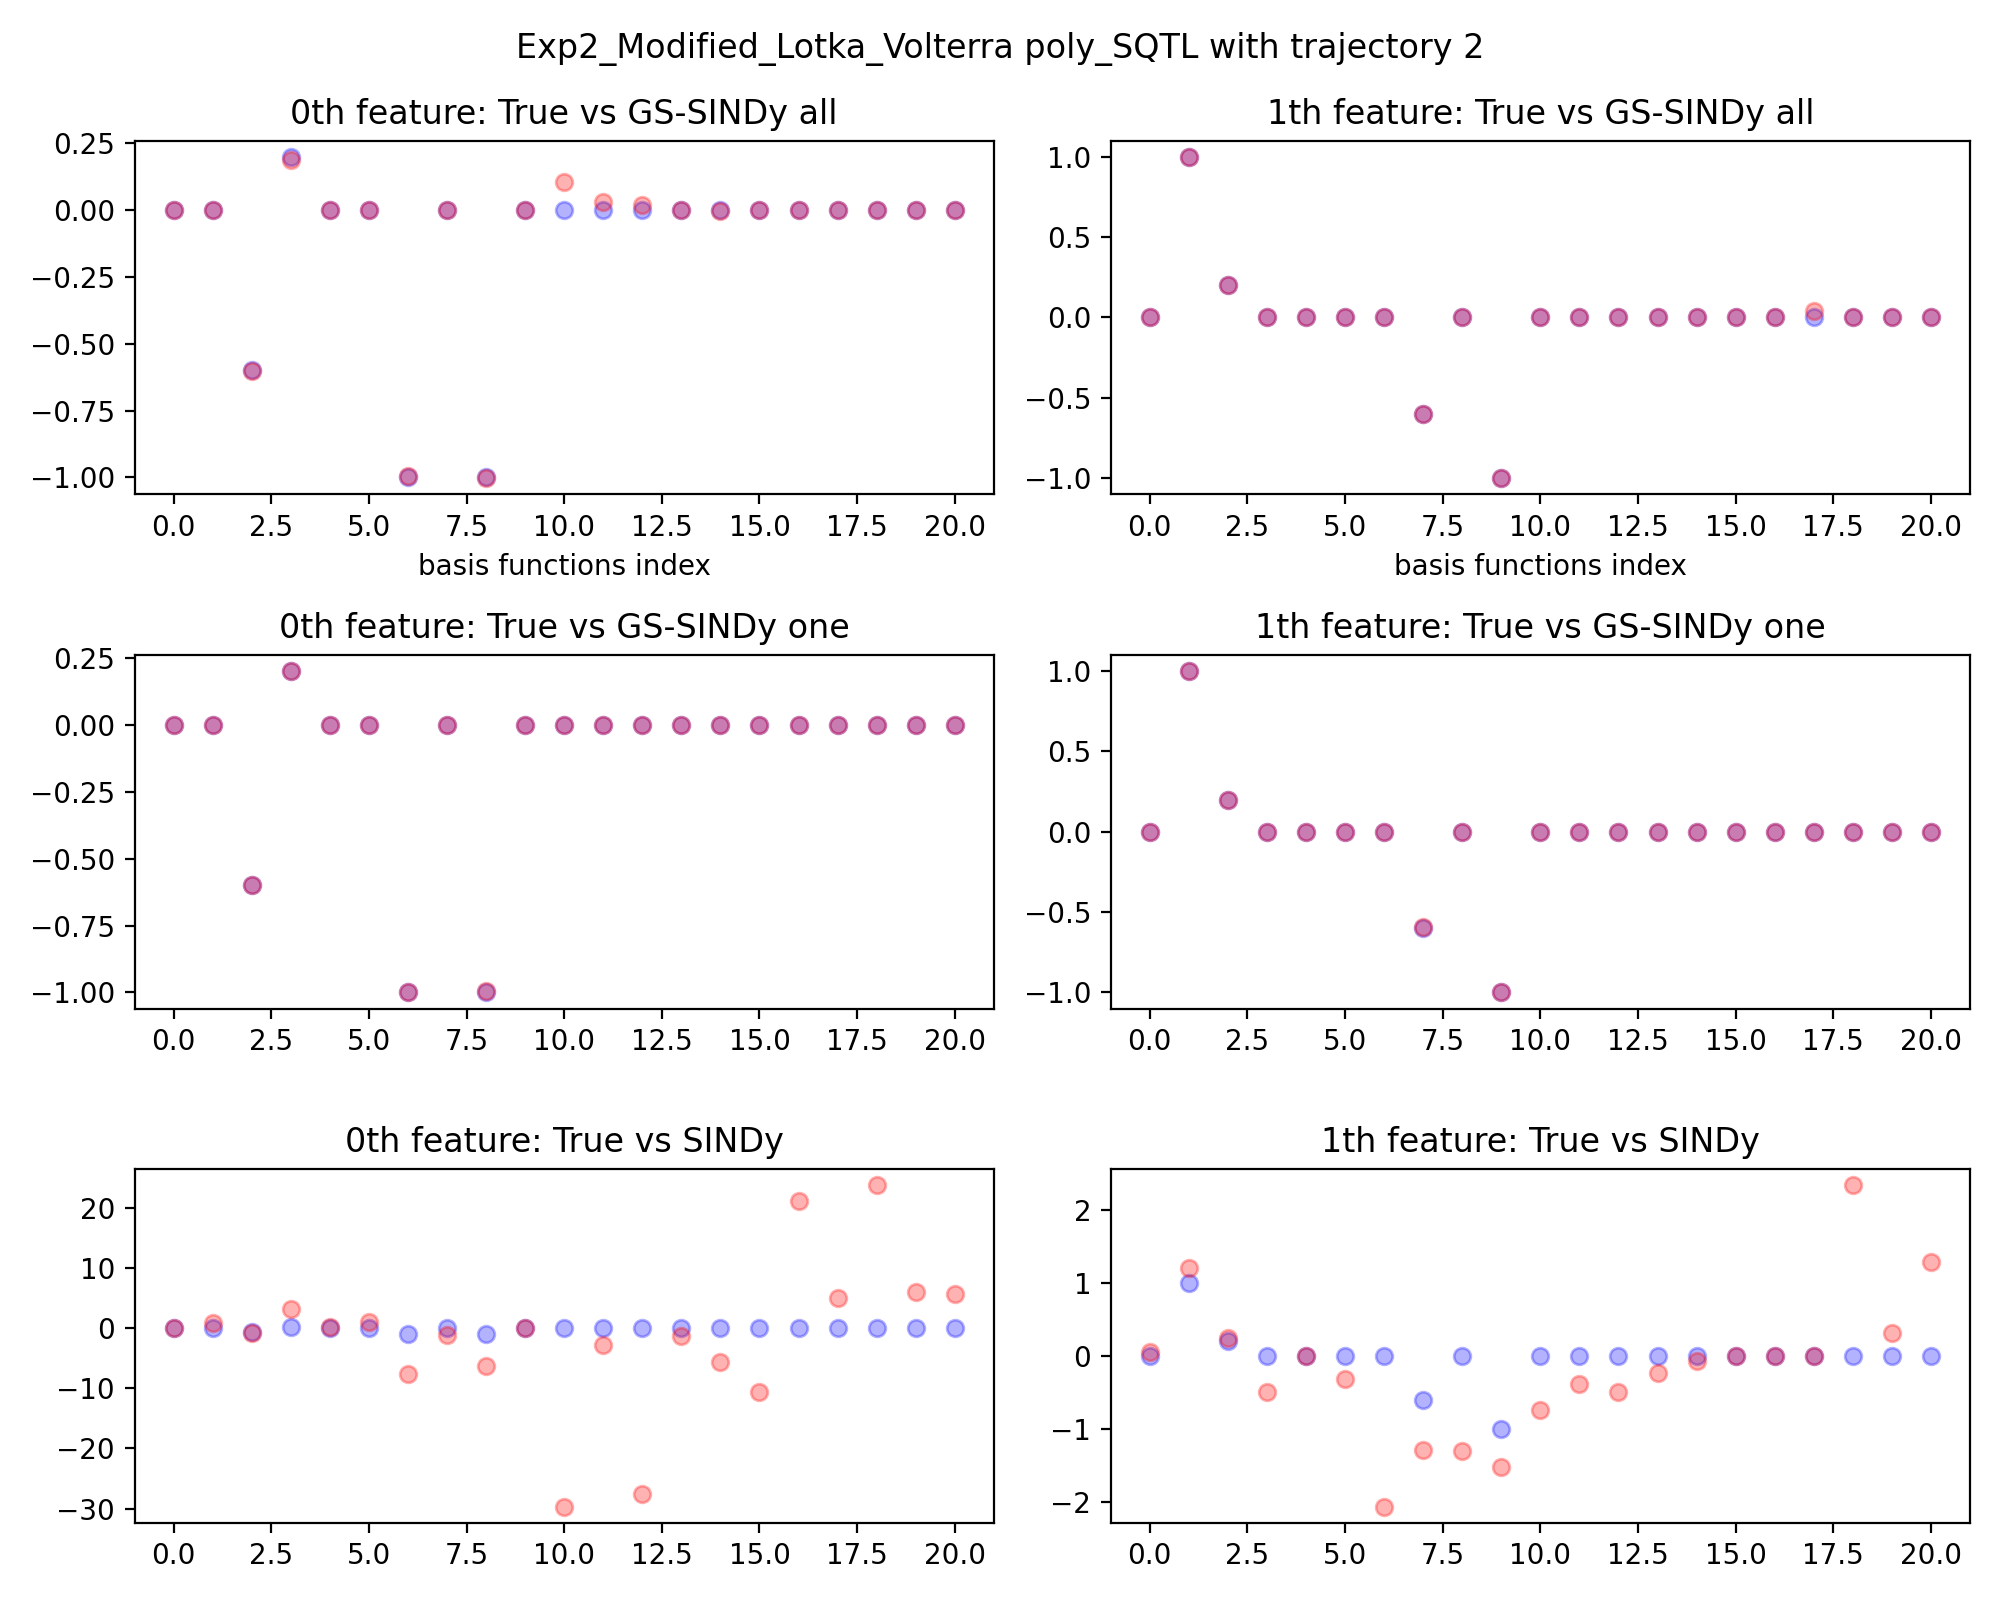 Exp2_Modified_Lotka_Volterra poly_SQTL with trajectory 2
0th feature: True vs GS-SINDy all
0.25
0.00
−0.25
−0.50
−0.75
−1.00
0.0 2.5 5.0 7.5 10.0 12.5 15.0 17.5 20.0
basis functions index
1th feature: True vs GS-SINDy all
1.0
0.5
0.0
−0.5
−1.0
0.0 2.5 5.0 7.5 10.0 12.5 15.0 17.5 20.0
basis functions index
0th feature: True vs GS-SINDy one
0.25
0.00
−0.25
−0.50
−0.75
−1.00
0.0 2.5 5.0 7.5 10.0 12.5 15.0 17.5 20.0
1th feature: True vs GS-SINDy one
1.0
0.5
0.0
−0.5
−1.0
0.0 2.5 5.0 7.5 10.0 12.5 15.0 17.5 20.0
0th feature: True vs SINDy
20
10
0
−10
−20
−30
0.0 2.5 5.0 7.5 10.0 12.5 15.0 17.5 20.0
1th feature: True vs SINDy
2
1
0
−1
−2
0.0 2.5 5.0 7.5 10.0 12.5 15.0 17.5 20.0